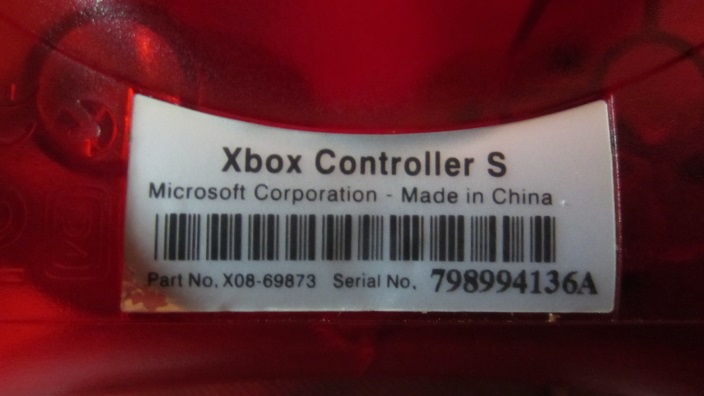 Xbox Controller S
Microsoft Corporation - Made in China
Part No. X08-69873 Serial No. 798994136A